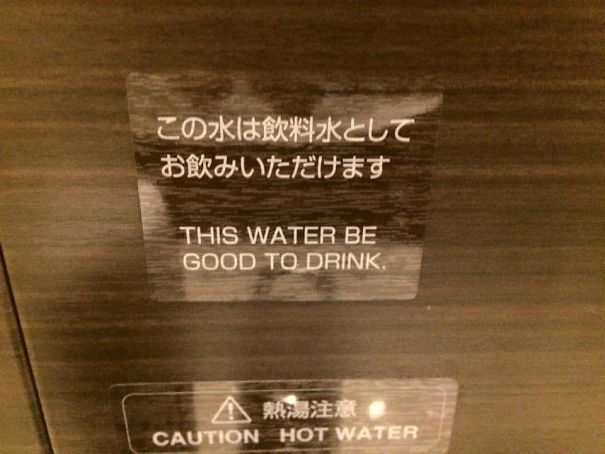 この水は飲料水として
お飲みいただけます
THIS WATER BE
GOOD TO DRINK.
⚠ 熱湯注意
CAUTION HOT WATER